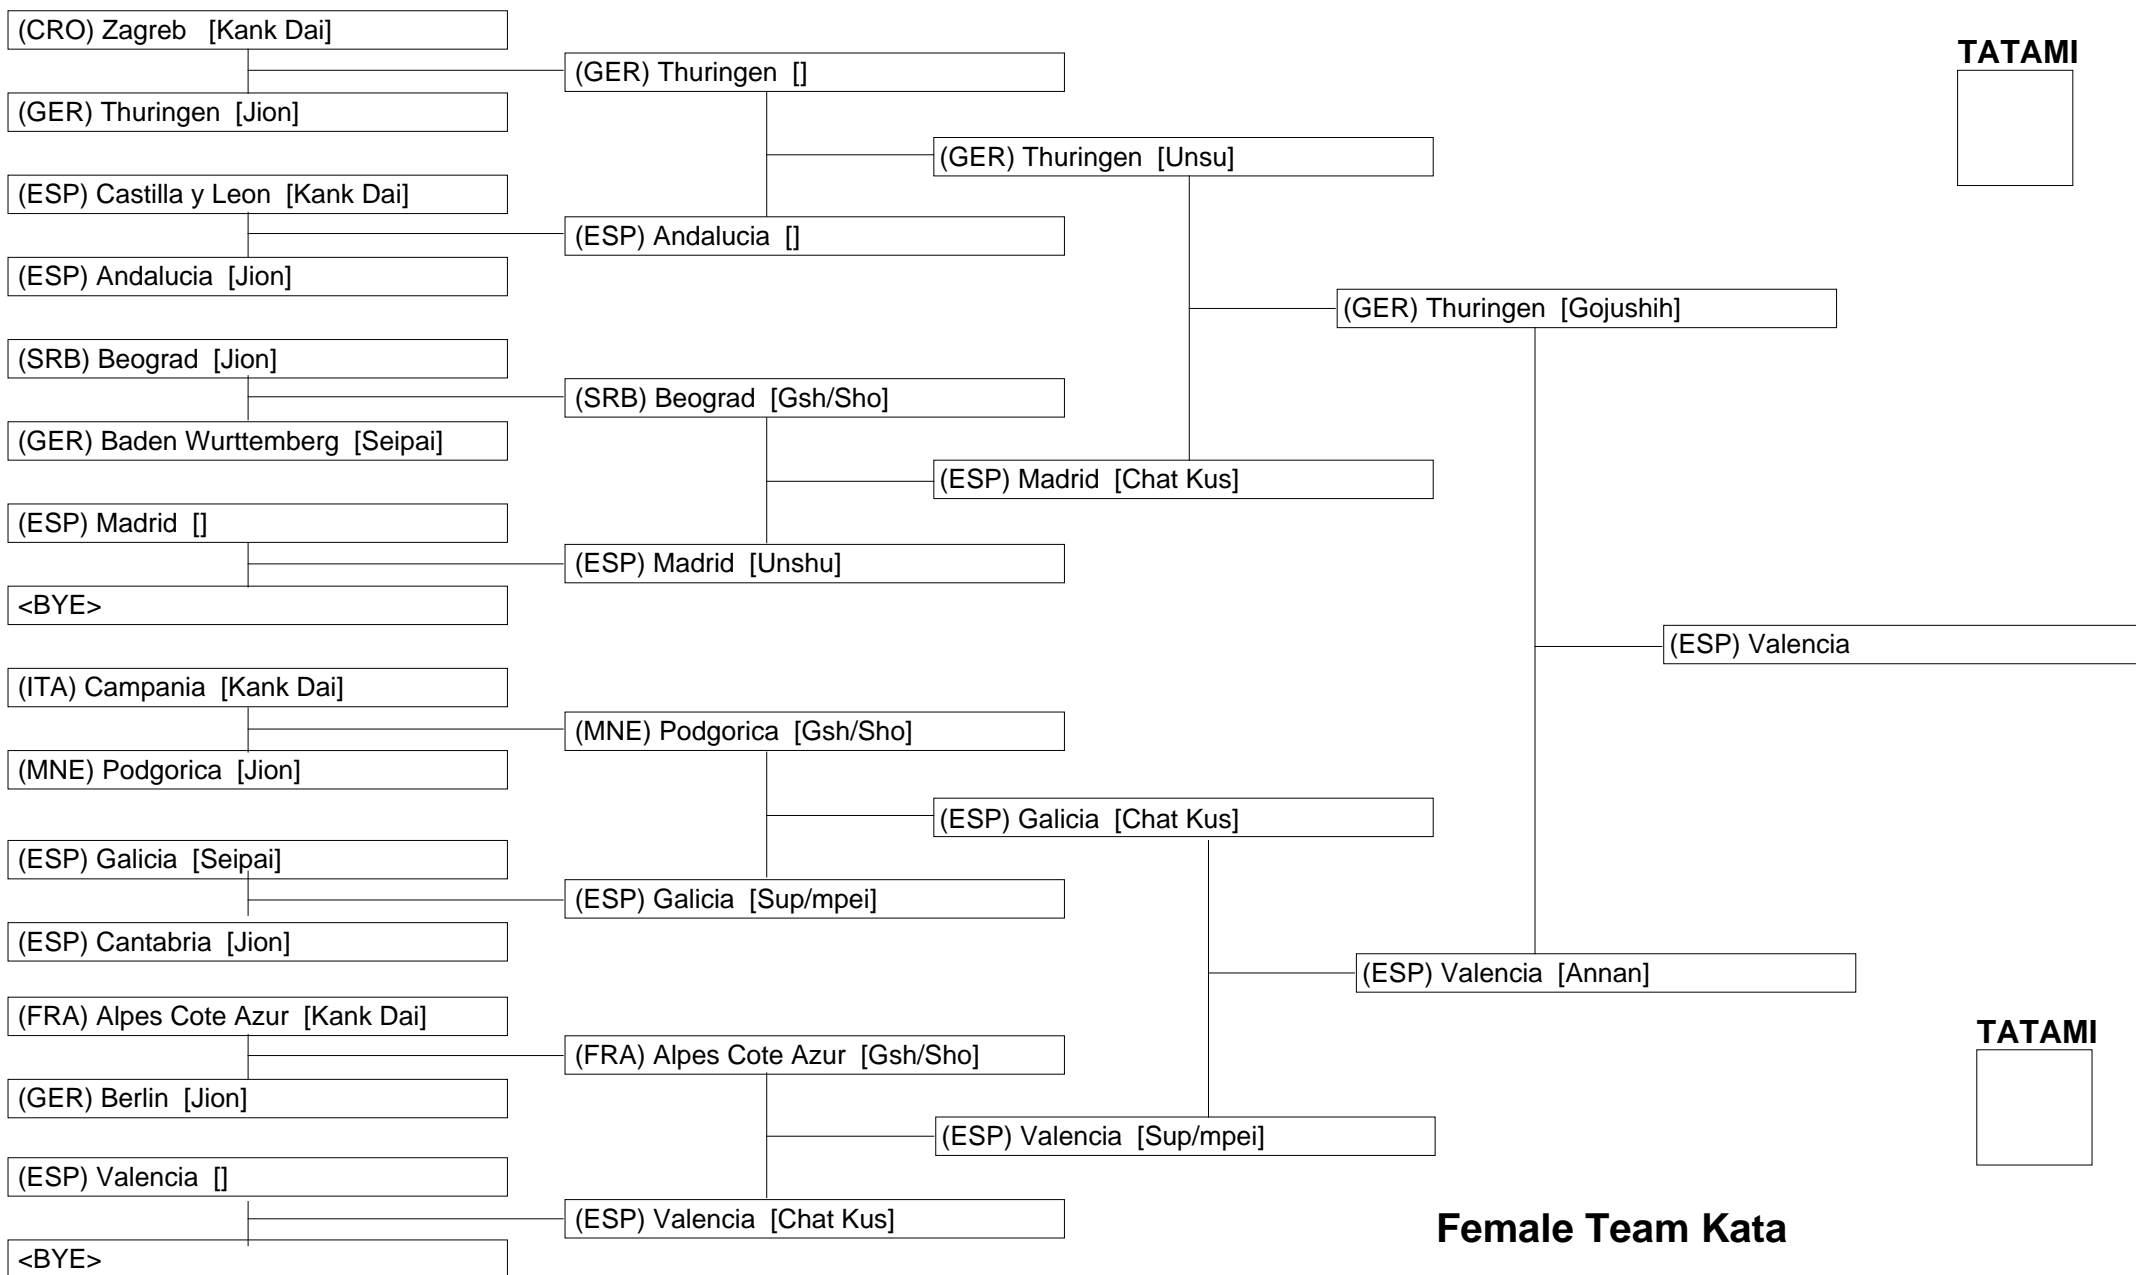 (CRO) Zagreb [Kank Dai]
(GER) Thuringen [Jion]
(ESP) Castilla y Leon [Kank Dai]
(ESP) Andalucia [Jion]
(SRB) Beograd [Jion]
(GER) Baden Wurttemberg [Seipai]
(ESP) Madrid []
<BYE>
(ITA) Campania [Kank Dai]
(MNE) Podgorica [Jion]
(ESP) Galicia [Seipai]
(ESP) Cantabria [Jion]
(FRA) Alpes Cote Azur [Kank Dai]
(GER) Berlin [Jion]
(ESP) Valencia []
<BYE>
(GER) Thuringen []
(ESP) Andalucia []
(SRB) Beograd [Gsh/Sho]
(ESP) Madrid [Unshu]
(MNE) Podgorica [Gsh/Sho]
(ESP) Galicia [Sup/mpei]
(FRA) Alpes Cote Azur [Gsh/Sho]
(ESP) Valencia [Chat Kus]
(GER) Thuringen [Unsu]
(ESP) Madrid [Chat Kus]
(ESP) Galicia [Chat Kus]
(ESP) Valencia [Sup/mpei]
(GER) Thuringen [Gojushih]
(ESP) Valencia [Annan]
(ESP) Valencia
TATAMI
TATAMI
Female Team Kata